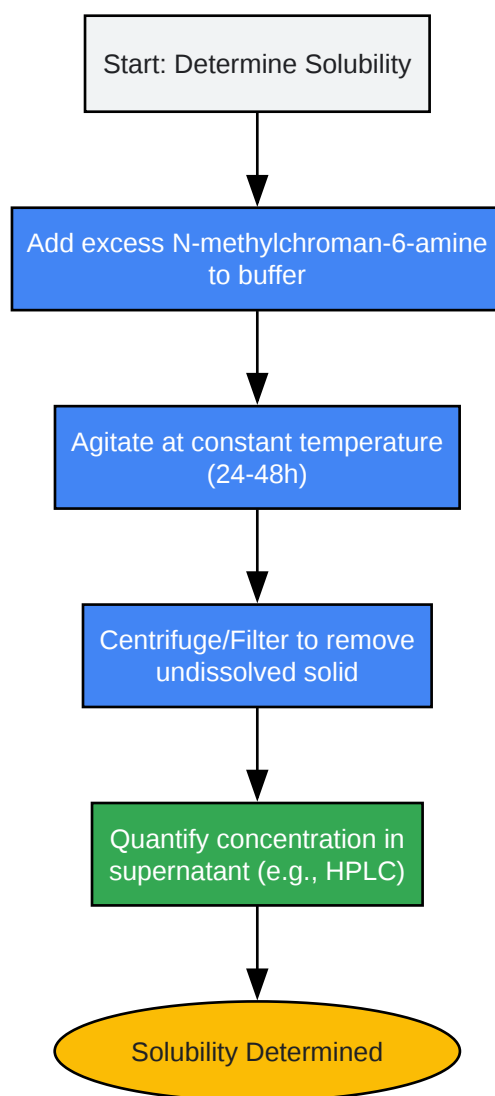 Start: Determine Solubility
Add excess N-methylchroman-6-amine
to buffer
Agitate at constant temperature
(24-48h)
Centrifuge/Filter to remove
undissolved solid
Quantify concentration in
supernatant (e.g., HPLC)
Solubility Determined